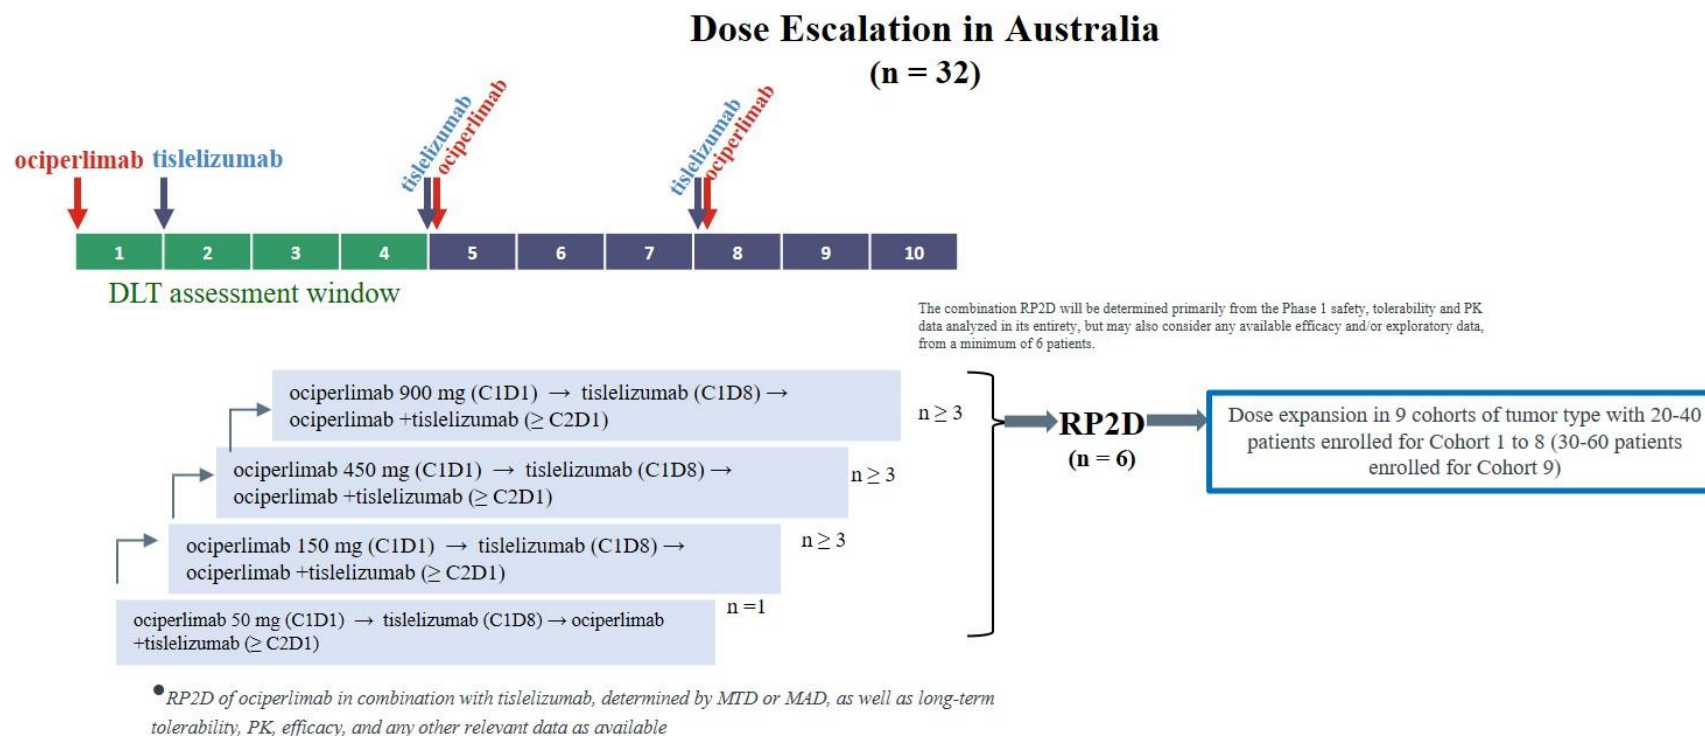 Dose Escalation in Australia
(n = 32)
ociperlimab
tislelizumab
tislelizumab
ociperlimab
tislelizumab
ociperlimab
1 2 3 4 5 6 7 8 9 10
DLT assessment window
The combination RP2D will be determined primarily from the Phase 1 safety, tolerability and PK
data analyzed in its entirety, but may also consider any available efficacy and/or exploratory data,
from a minimum of 6 patients.
ociperlimab 900 mg (C1D1) → tislelizumab (C1D8) →
ociperlimab +tislelizumab (≥ C2D1)
n ≥ 3
ociperlimab 450 mg (C1D1) → tislelizumab (C1D8) →
ociperlimab +tislelizumab (≥ C2D1)
n ≥ 3
ociperlimab 150 mg (C1D1) → tislelizumab (C1D8) →
ociperlimab +tislelizumab (≥ C2D1)
n ≥ 3
ociperlimab 50 mg (C1D1) → tislelizumab (C1D8) → ociperlimab
+tislelizumab (≥ C2D1)
n =1
RP2D
(n = 6)
Dose expansion in 9 cohorts of tumor type with 20-40
patients enrolled for Cohort 1 to 8 (30-60 patients
enrolled for Cohort 9)
●RP2D of ociperlimab in combination with tislelizumab, determined by MTD or MAD, as well as long-term
tolerability, PK, efficacy, and any other relevant data as available